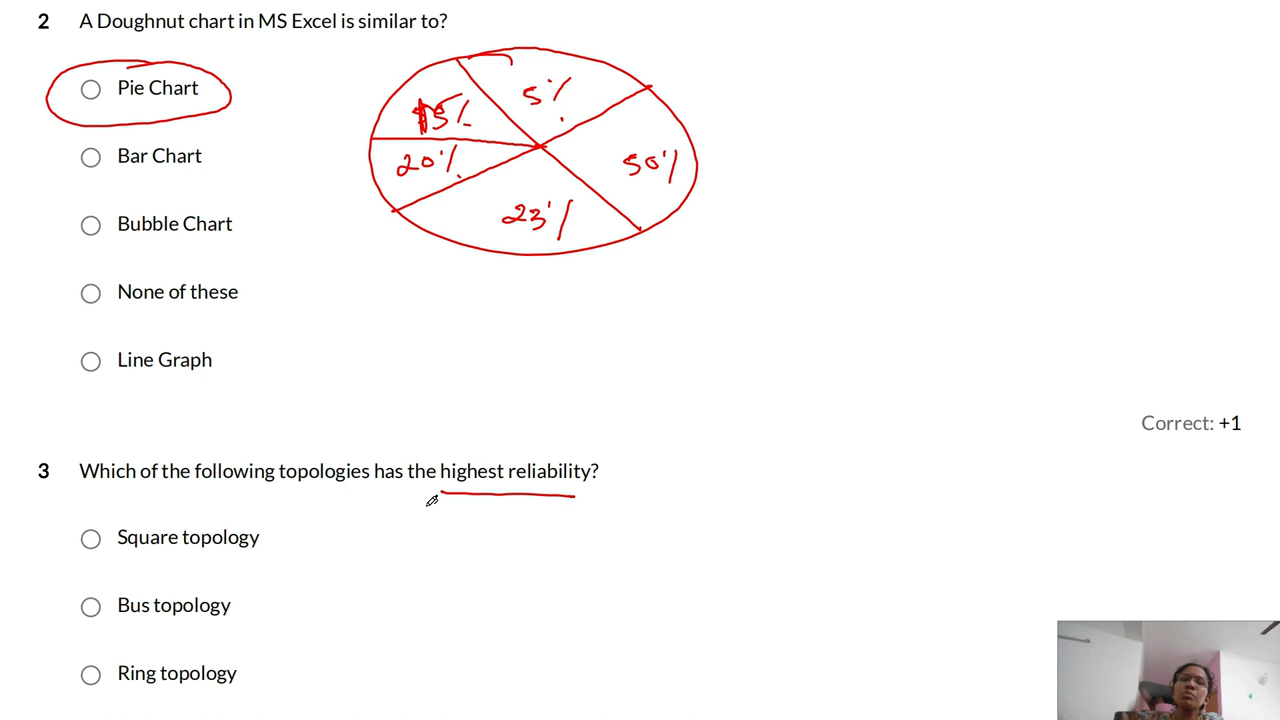 2 A Doughnut chart in MS Excel is similar to?
Pie Chart
Bar Chart
Bubble Chart
None of these
Line Graph
5%
5%
20%
50%
23%
Correct: +1
3 Which of the following topologies has the highest reliability?
Square topology
Bus topology
Ring topology